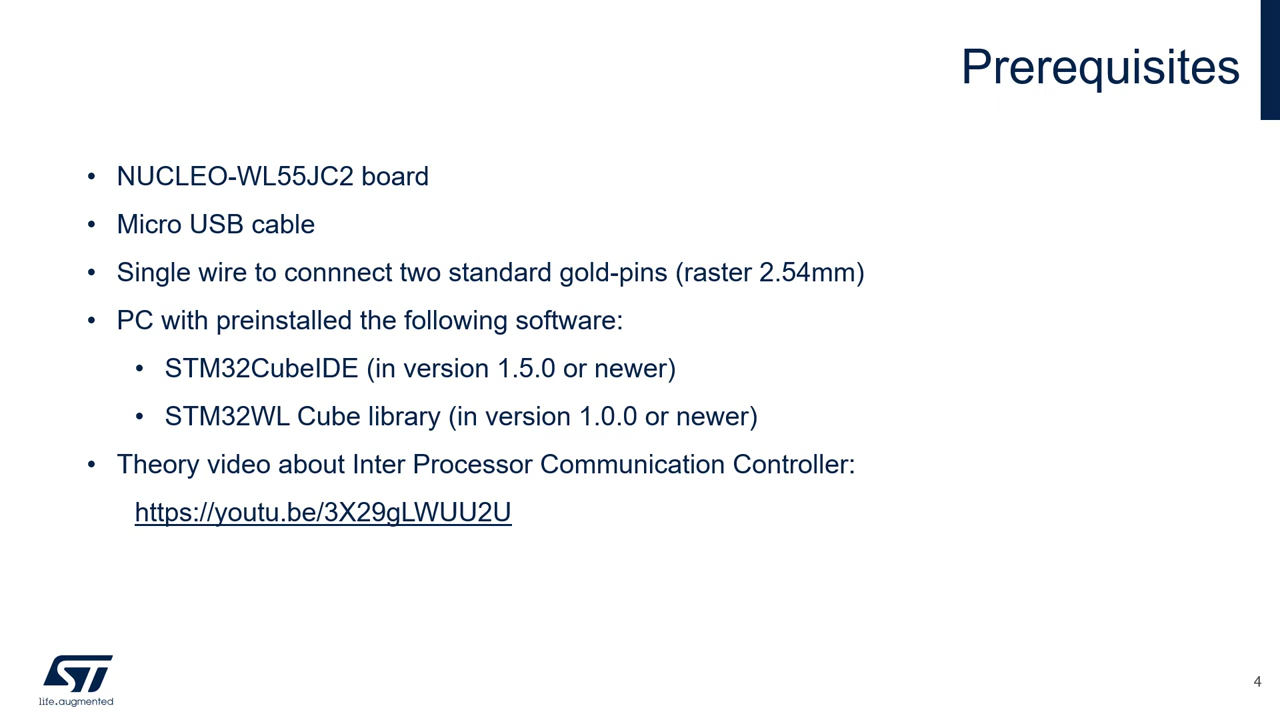 Prerequisites
• NUCLEO-WL55JC2 board
• Micro USB cable
• Single wire to connnect two standard gold-pins (raster 2.54mm)
• PC with preinstalled the following software:
• STM32CubeIDE (in version 1.5.0 or newer)
• STM32WL Cube library (in version 1.0.0 or newer)
• Theory video about Inter Processor Communication Controller:
https://youtu.be/3X29gLWUU2U
ST
life.augmented
4